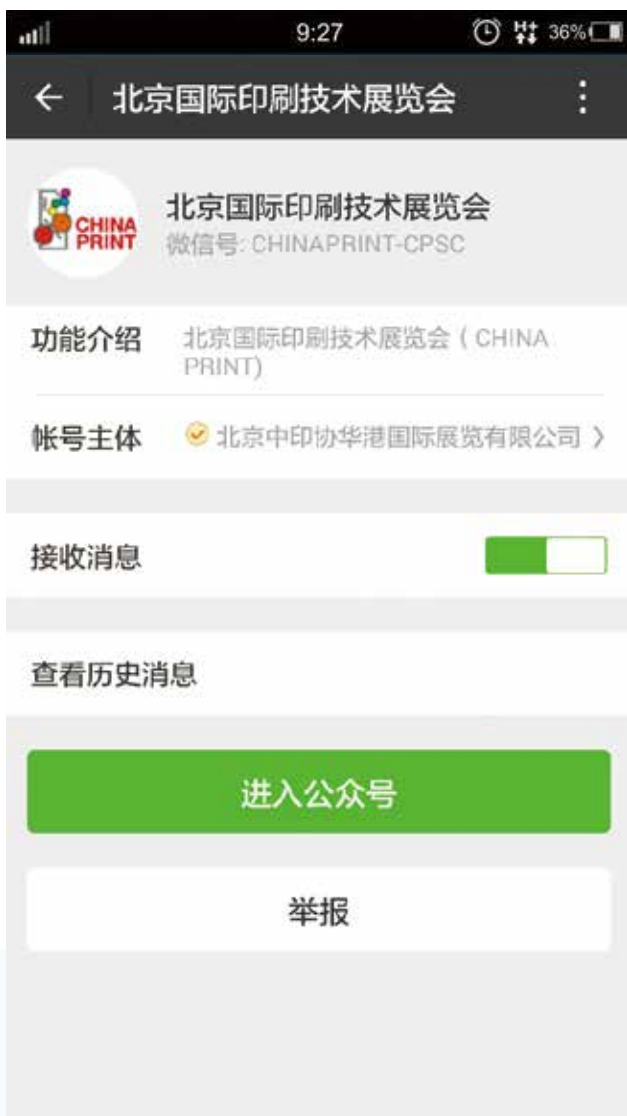 9:27
H+
36%
北京国际印刷技术展览会
CHINA
PRINT
北京国际印刷技术展览会
微信号: CHINAPRINT-CPSC
功能介绍
北京国际印刷技术展览会 ( CHINA
PRINT)
帐号主体
北京中印协华港国际展览有限公司
接收消息
查看历史消息
进入公众号
举报